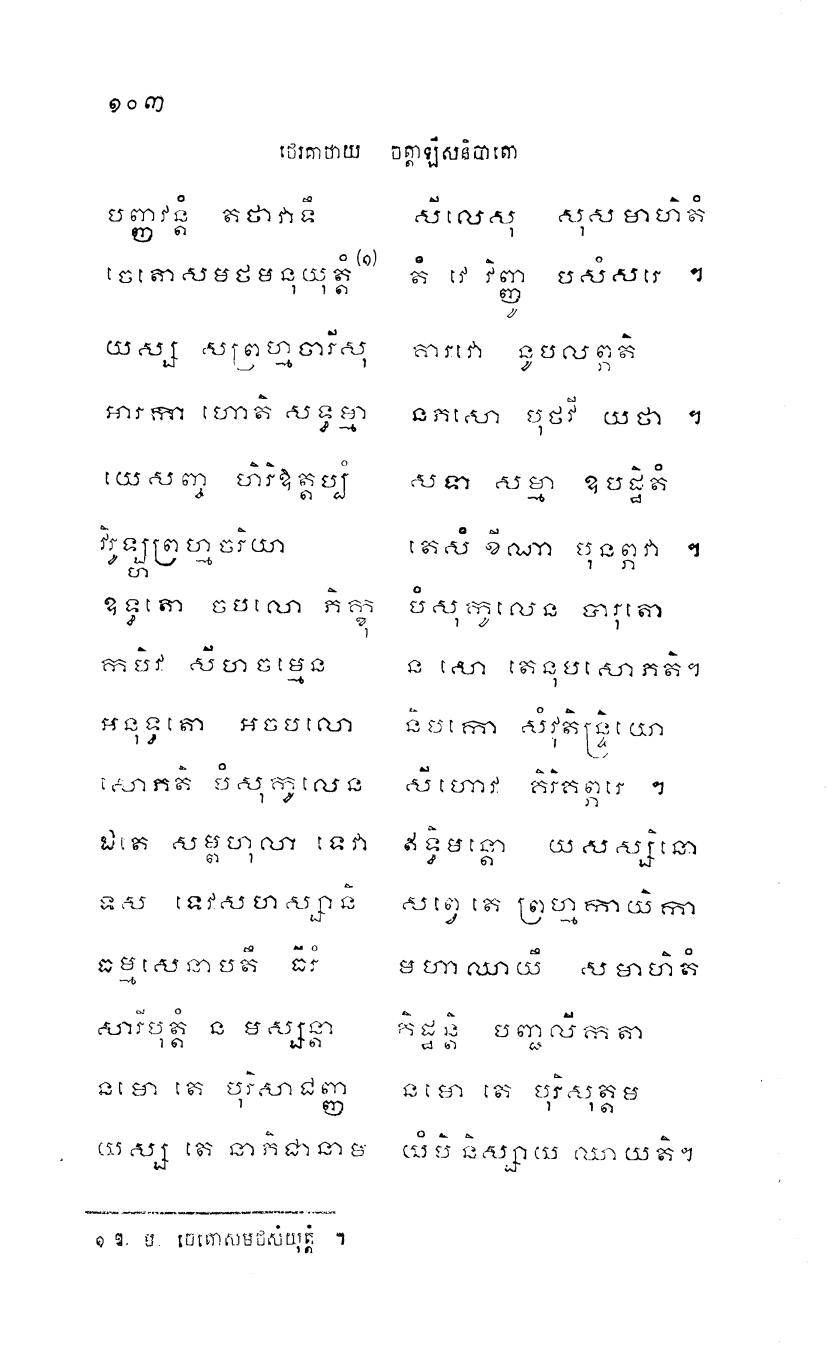 ១០៣
ថេរគាថាយ ចត្តាឡីសនិបាតោ
បញ្ញវន្តំ តថាវាទឹ សីលេសុ សុសមាហិតំ
ចេតោសមថមនុយុត្តំ (១) តំ វេ វិញ្ញូ បសំសរេ ។
យស្ស សព្រហ្មចារីសុ គារវោ នូបលព្ភតិ
អារកា ហោតិ សទ្ធម្មា នភសោ បុថវី យថា ។
យេសញ្ច ហិរិឱត្តប្បំ សទា សម្មា ឧបដ្ឋិតំ
វិរូឡ្ហព្រហ្មចរិយា តេសំ ខីណា បុនព្ភវា ។
ឧទ្ធតោ ចបលោ ភិក្ខុ បំសុកូលេន បារុតោ
កបិវ សីហចម្មេន ន សោ តេនុបសោភតិ។
អនុទ្ធតោ អចបលោ និបកោ សំវុតិន្ទ្រិយោ
សោភតិ បំសុកូលេន សីហោវ គិរិគព្ភរេ ។
ឯតេ សម្ពហុលា ទេវា ឥទ្ធិមន្តោ យសស្សិនោ
ទស ទេវសហស្សានិ សព្វេ តេ ព្រហ្មកាយិកា
ធម្មសេនាបតឹ ធីរំ មហាឈាយឹ សមាហិតំ
សារីបុត្តំ ន មស្សន្តា តិដ្ឋន្តិ បញ្ជលីកតា
នមោ តេ បុរិសាជញ្ញ នមោ តេ បុរិសុត្តម
យស្ស តេ នាភិជានាម យំបិ និស្សាយ ឈាយតិ។
១ ឱ. ម. ចេតោសមថសំយុត្តំ ។